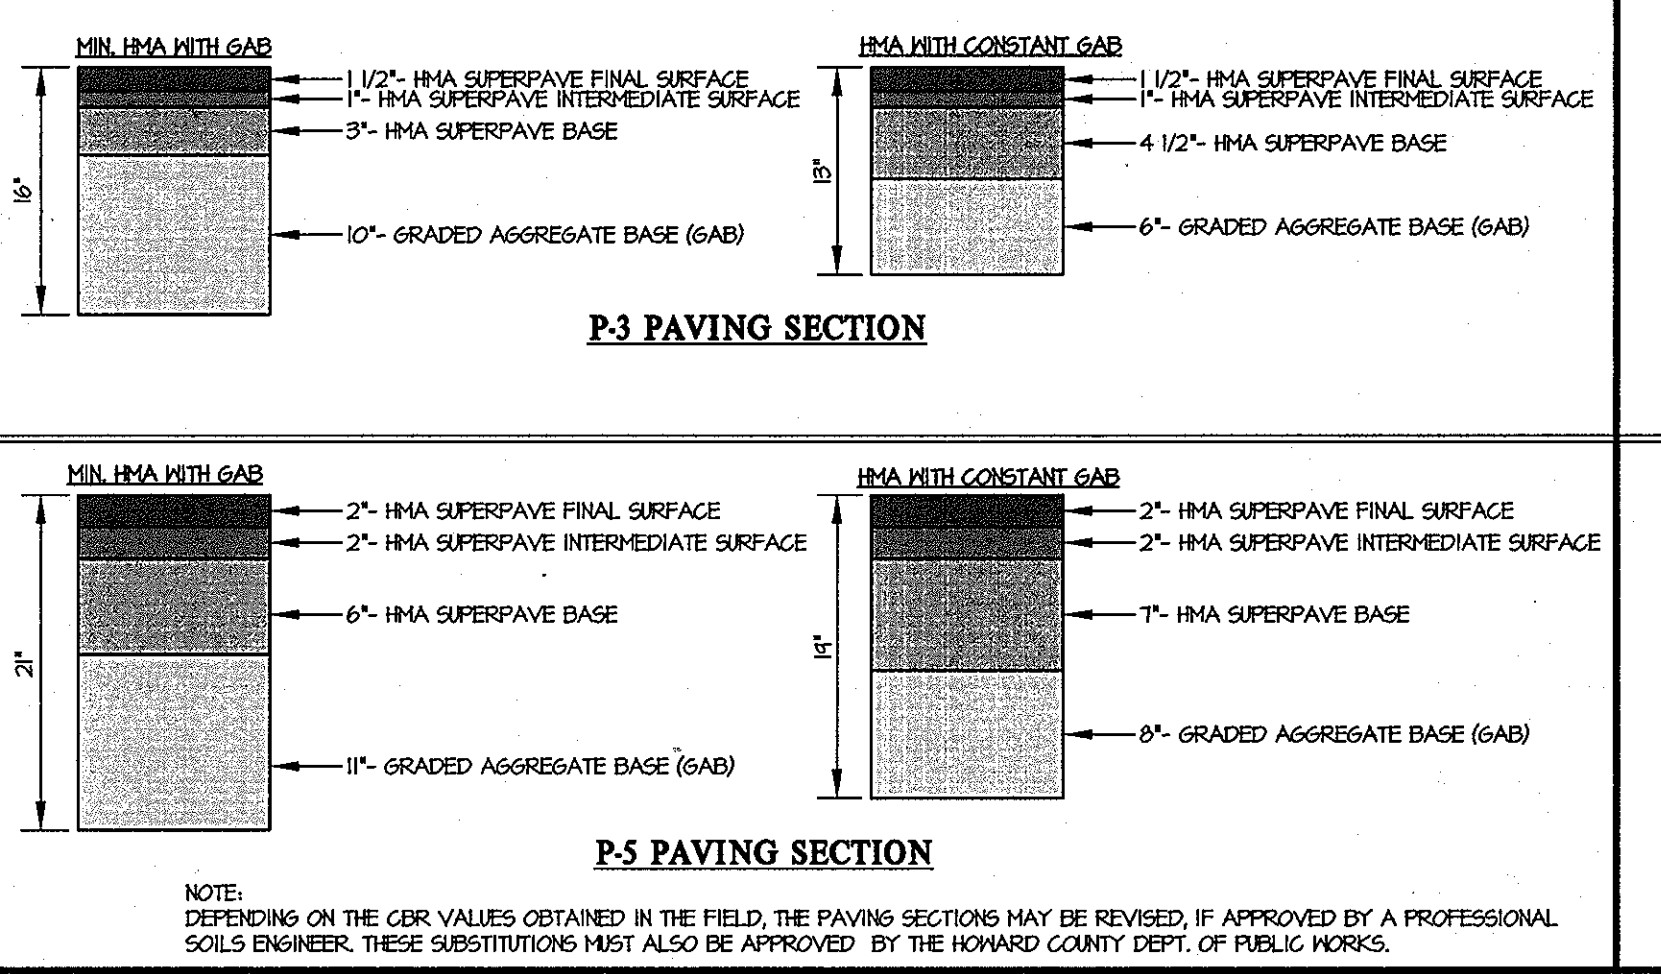 MIN. HMA WITH GAB
1 1/2"- HMA SUPERPAVE FINAL SURFACE
1"- HMA SUPERPAVE INTERMEDIATE SURFACE
3"- HMA SUPERPAVE BASE
16"
10"- GRADED AGGREGATE BASE (GAB)
HMA WITH CONSTANT GAB
1 1/2"- HMA SUPERPAVE FINAL SURFACE
1"- HMA SUPERPAVE INTERMEDIATE SURFACE
4 1/2"- HMA SUPERPAVE BASE
13"
6"- GRADED AGGREGATE BASE (GAB)
P-3 PAVING SECTION
MIN. HMA WITH GAB
2"- HMA SUPERPAVE FINAL SURFACE
2"- HMA SUPERPAVE INTERMEDIATE SURFACE
6"- HMA SUPERPAVE BASE
21"
11"- GRADED AGGREGATE BASE (GAB)
HMA WITH CONSTANT GAB
2"- HMA SUPERPAVE FINAL SURFACE
2"- HMA SUPERPAVE INTERMEDIATE SURFACE
7"- HMA SUPERPAVE BASE
19"
8"- GRADED AGGREGATE BASE (GAB)
P-5 PAVING SECTION
NOTE:
DEPENDING ON THE CBR VALUES OBTAINED IN THE FIELD, THE PAVING SECTIONS MAY BE REVISED, IF APPROVED BY A PROFESSIONAL
SOILS ENGINEER. THESE SUBSTITUTIONS MUST ALSO BE APPROVED BY THE HOWARD COUNTY DEPT. OF PUBLIC WORKS.